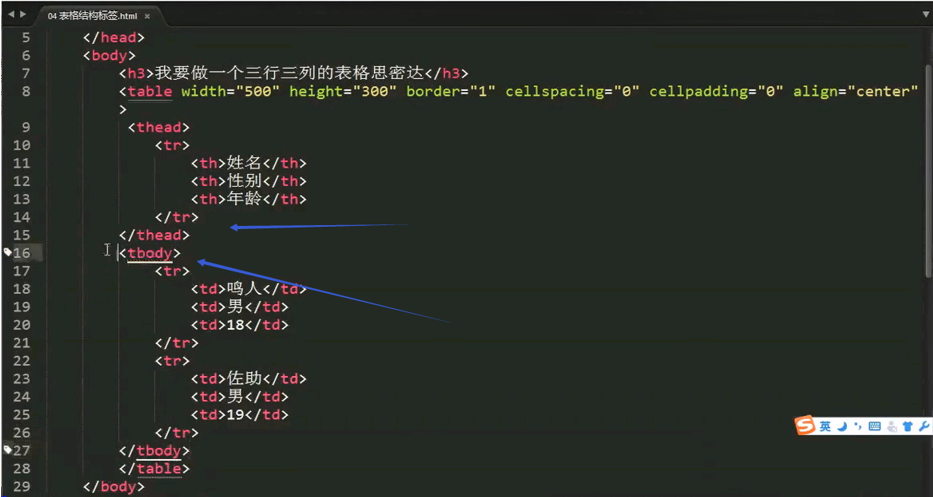 04 表格结构标签.html ×
5 </head>
6 <body>
7 <h3>我要做一个三行三列的表格思密达</h3>
8 <table width="500" height="300" border="1" cellspacing="0" cellpadding="0" align="center"
>
9 <thead>
10 <tr>
11 <th>姓名</th>
12 <th>性别</th>
13 <th>年龄</th>
14 </tr>
15 </thead>
16 <tbody>
17 <tr>
18 <td>鸣人</td>
19 <td>男</td>
20 <td>18</td>
21 </tr>
22 <tr>
23 <td>佐助</td>
24 <td>男</td>
25 <td>19</td>
26 </tr>
27 </tbody>
28 </table>
29 </body>
S 英